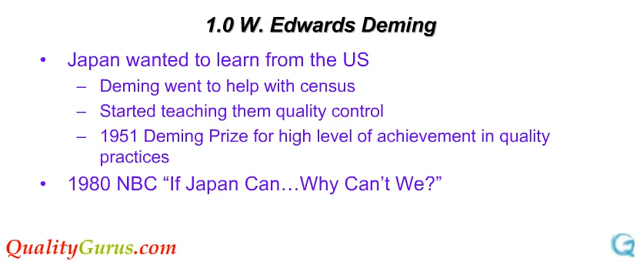 1.0 W. Edwards Deming
• Japan wanted to learn from the US
– Deming went to help with census
– Started teaching them quality control
– 1951 Deming Prize for high level of achievement in quality
practices
• 1980 NBC “If Japan Can…Why Can’t We?”
QualityGurus.com